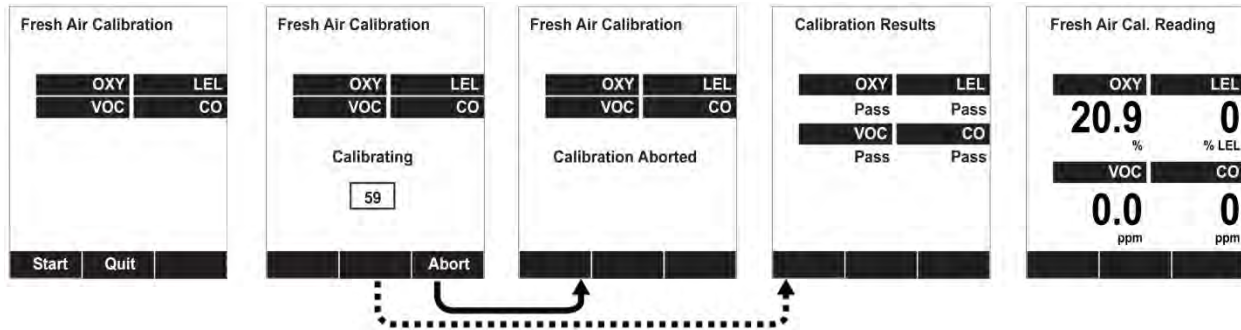 Fresh Air Calibration
OXY LEL
VOC CO
Start Quit
Fresh Air Calibration
OXY LEL
VOC CO
Calibrating
59
Abort
Fresh Air Calibration
OXY LEL
VOC CO
Calibration Aborted
Calibration Results
OXY LEL
Pass Pass
VOC CO
Pass Pass
Fresh Air Cal. Reading
OXY LEL
20.9 0
% % LEL
VOC CO
0.0 0
ppm ppm